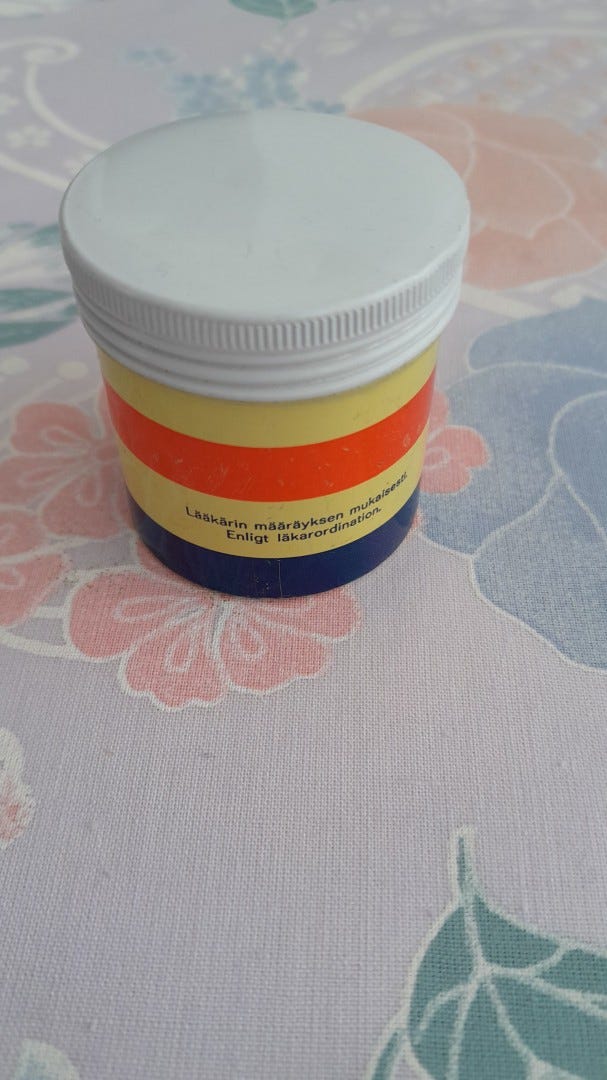 Lääkärin määräyksen mukaisesti.
Enligt läkarordination.